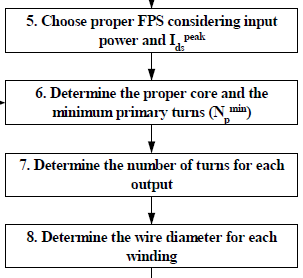 5. Choose proper FPS considering input
power and I_ds^peak
6. Determine the proper core and the
minimum primary turns (N_p^min)
7. Determine the number of turns for each
output
8. Determine the wire diameter for each
winding